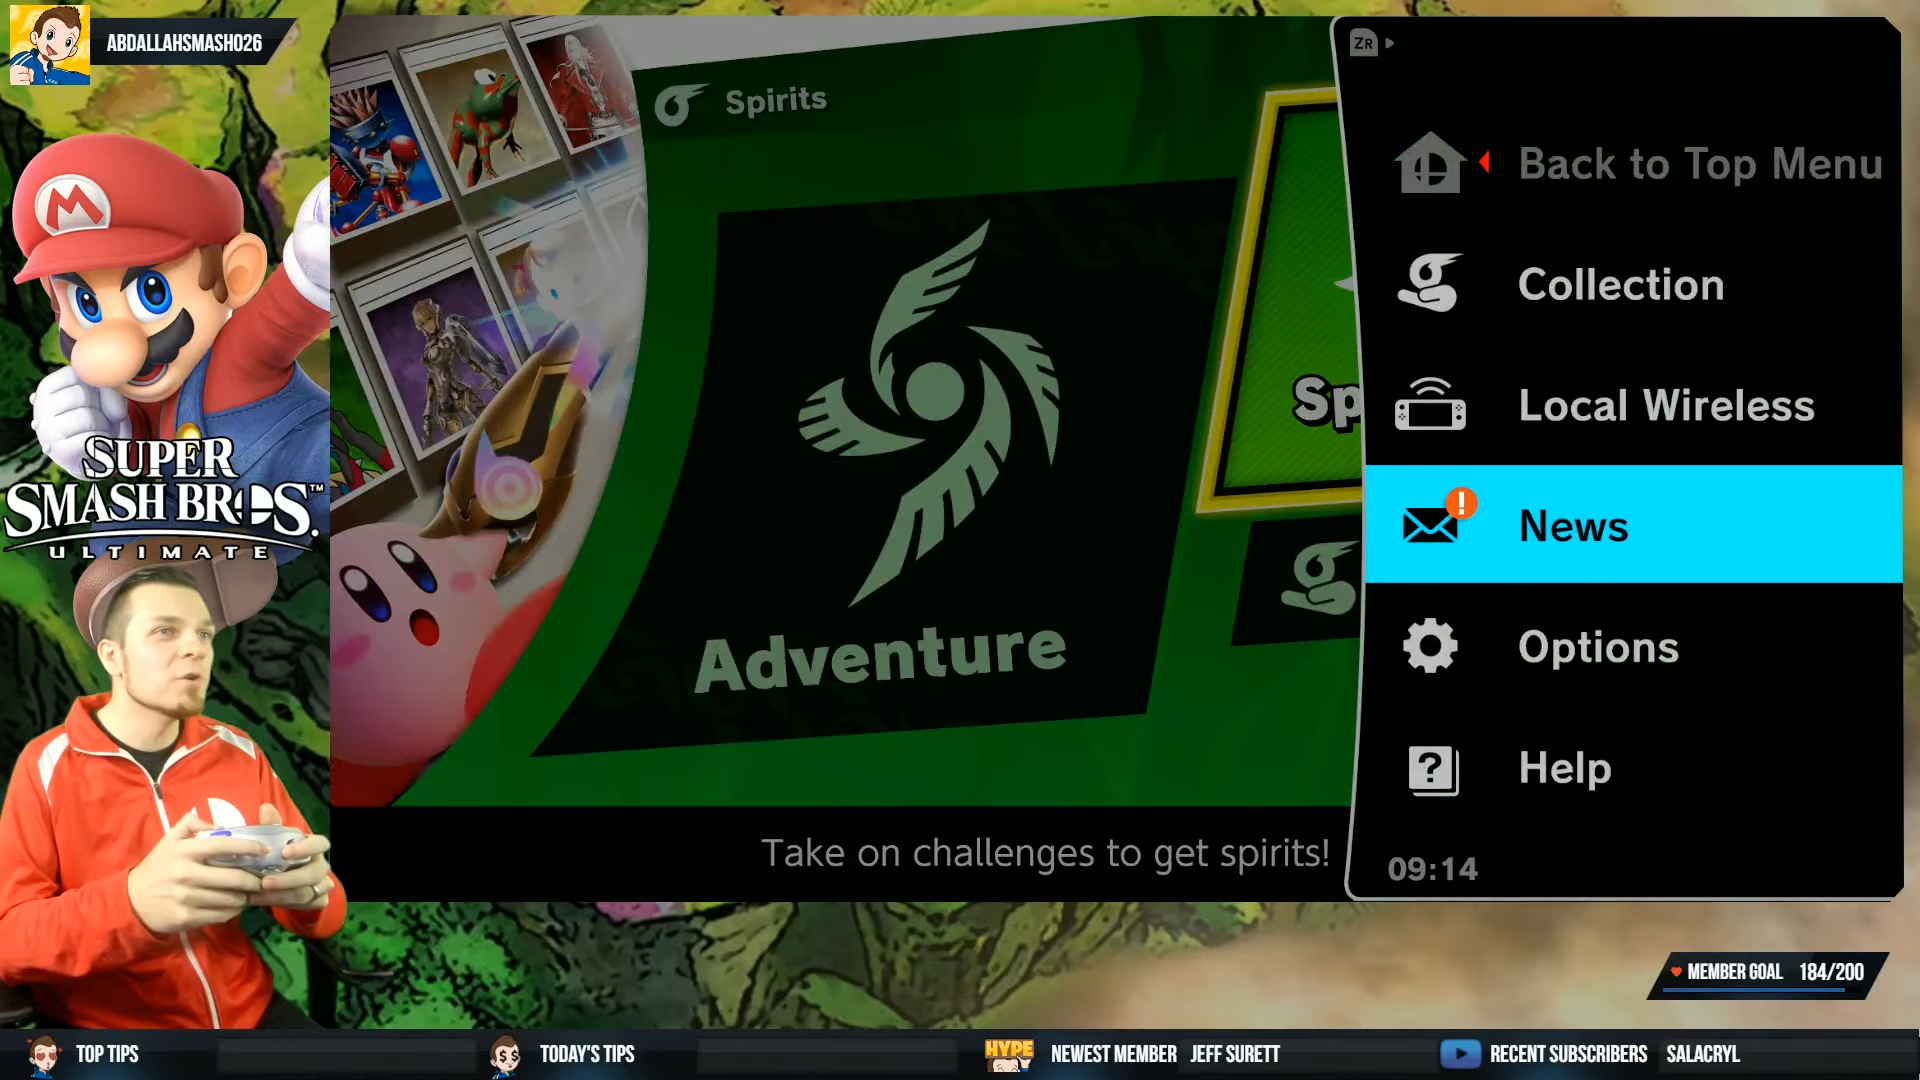 ABDALLAHSMASH026
M
SUPER
SMASH BROS.™
ULTIMATE
Spirits
Adventure
Sp
Take on challenges to get spirits!
ZR
Back to Top Menu
Collection
Local Wireless
! News
Options
? Help
09:14
MEMBER GOAL 184/200
TOP TIPS
TODAY'S TIPS
HYPE
NEWEST MEMBER JEFF SURETT
RECENT SUBSCRIBERS SALACRYL